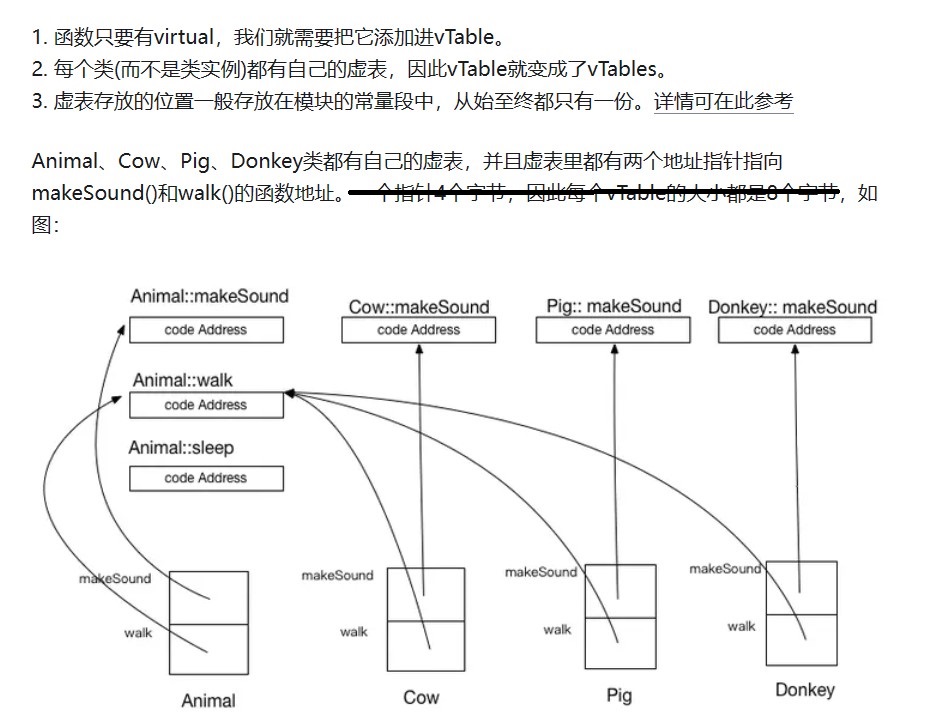 1. 函数只要有virtual，我们就需要把它添加进vTable。
2. 每个类(而不是类实例)都有自己的虚表，因此vTable就变成了vTables。
3. 虚表存放的位置一般存放在模块的常量段中，从始至终都只有一份。详情可在此参考
Animal、Cow、Pig、Donkey类都有自己的虚表，并且虚表里都有两个地址指针指向
makeSound()和walk()的函数地址。一个指针4个字节，因此每个vTable的大小都是8个字节，如
图：
Animal::makeSound
code Address
Cow::makeSound
code Address
Pig:: makeSound
code Address
Donkey:: makeSound
code Address
Animal::walk
code Address
Animal::sleep
code Address
makeSound
walk
Animal
makeSound
walk
Cow
makeSound
walk
Pig
makeSound
walk
Donkey